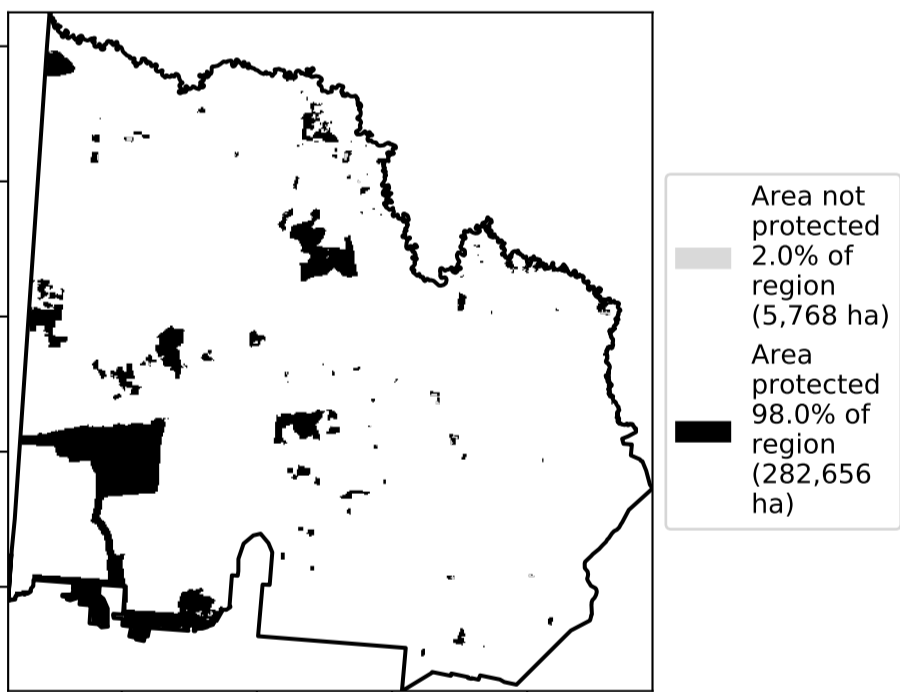 Area not
protected
2.0% of
region
(5,768 ha)
Area
protected
98.0% of
region
(282,656
ha)